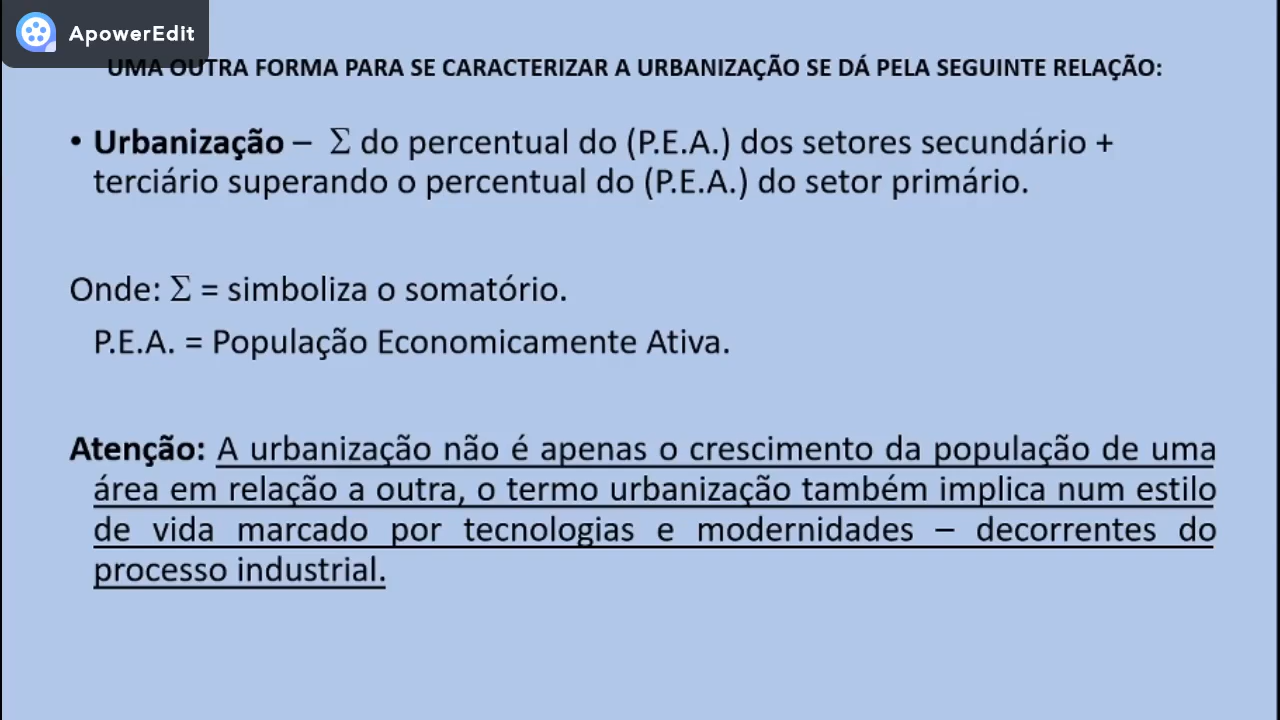 ApowerEdit
UMA OUTRA FORMA PARA SE CARACTERIZAR A URBANIZAÇÃO SE DÁ PELA SEGUINTE RELAÇÃO:
• Urbanização – Σ do percentual do (P.E.A.) dos setores secundário +
terciário superando o percentual do (P.E.A.) do setor primário.
Onde: Σ = simboliza o somatório.
P.E.A. = População Economicamente Ativa.
Atenção: A urbanização não é apenas o crescimento da população de uma
área em relação a outra, o termo urbanização também implica num estilo
de vida marcado por tecnologias e modernidades – decorrentes do
processo industrial.